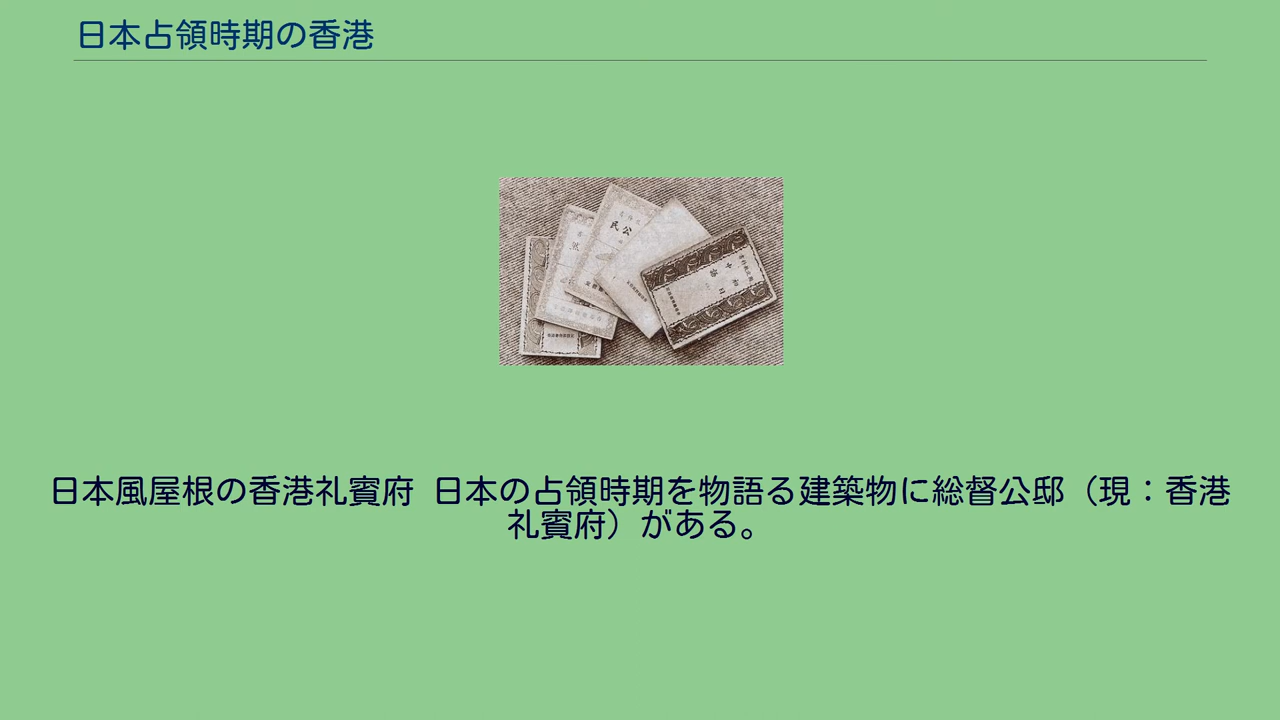 日本占領時期の香港
公民
日本風屋根の香港礼賓府 日本の占領時期を物語る建築物に総督公邸（現：香港
礼賓府）がある。